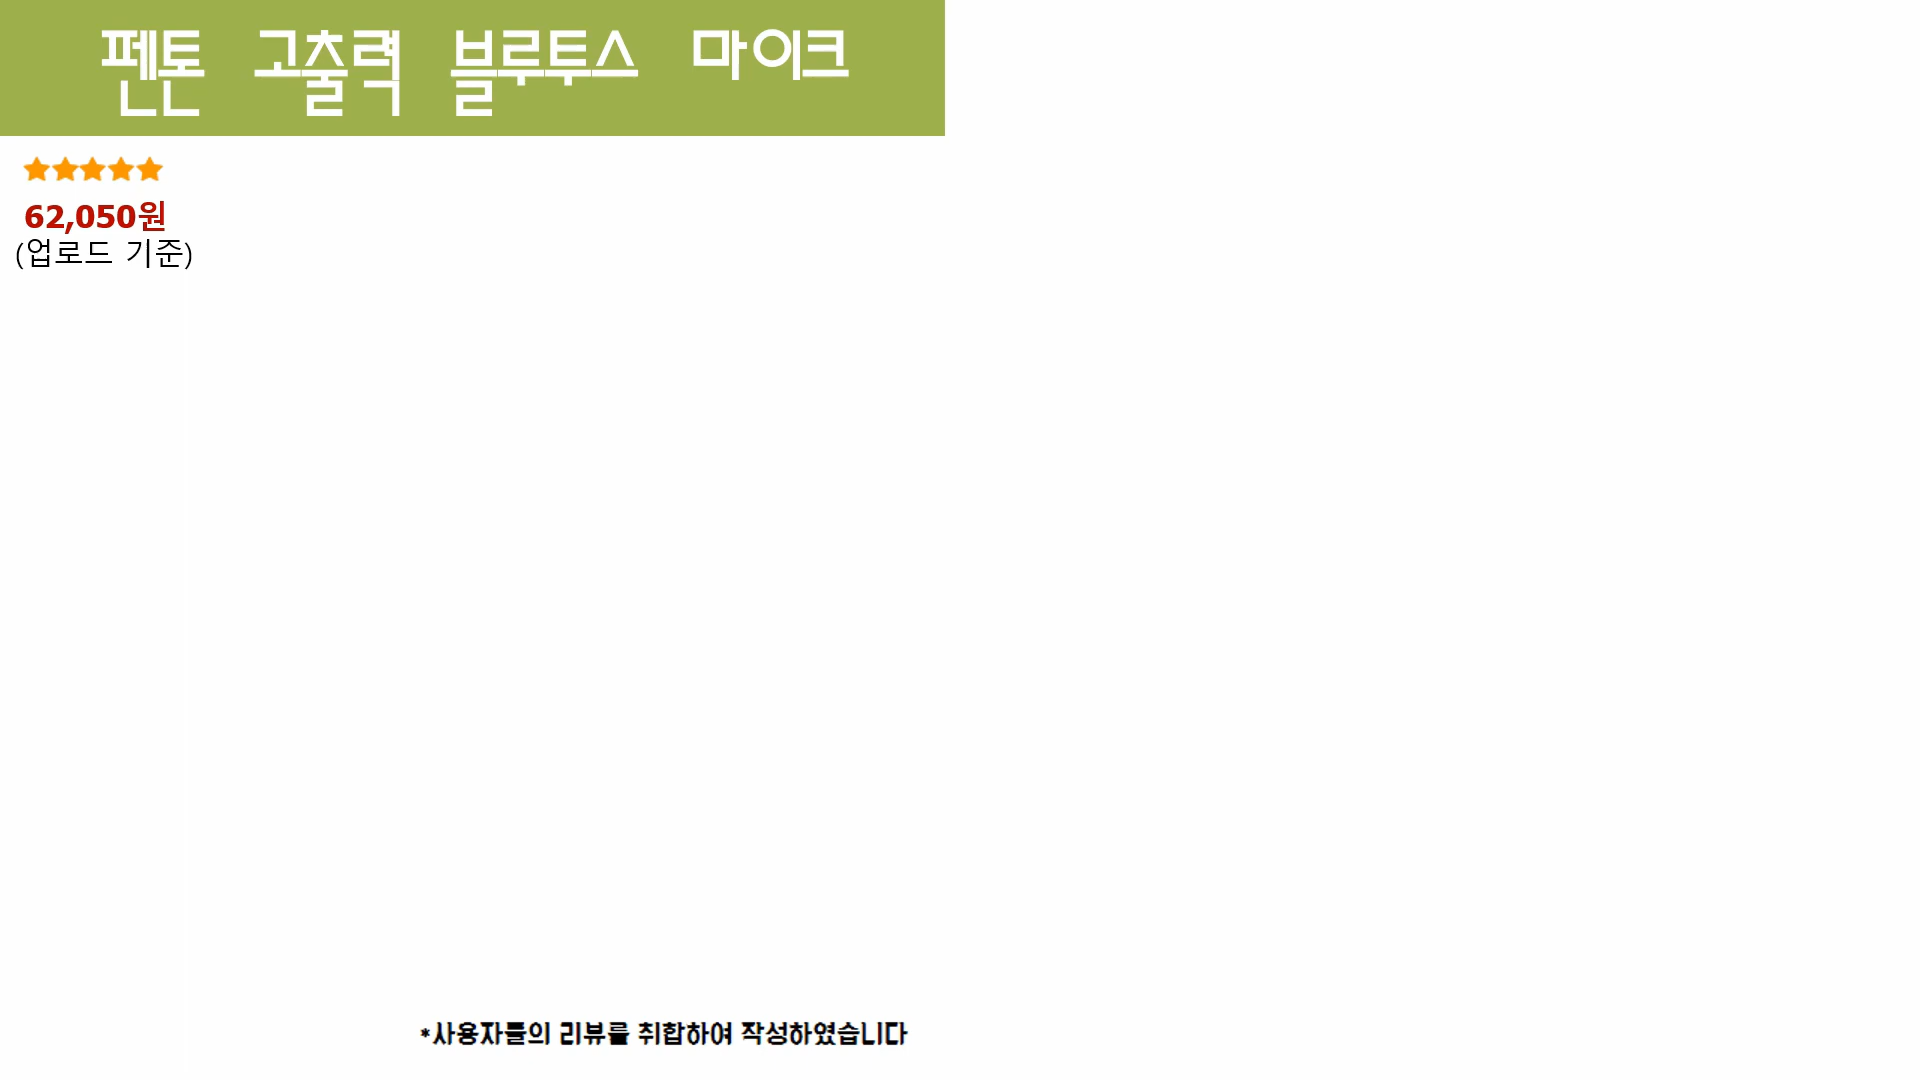 펜톤 고출력 블루투스 마이크
62,050원
(업로드 기준)
*사용자들의 리뷰를 취합하여 작성하였습니다